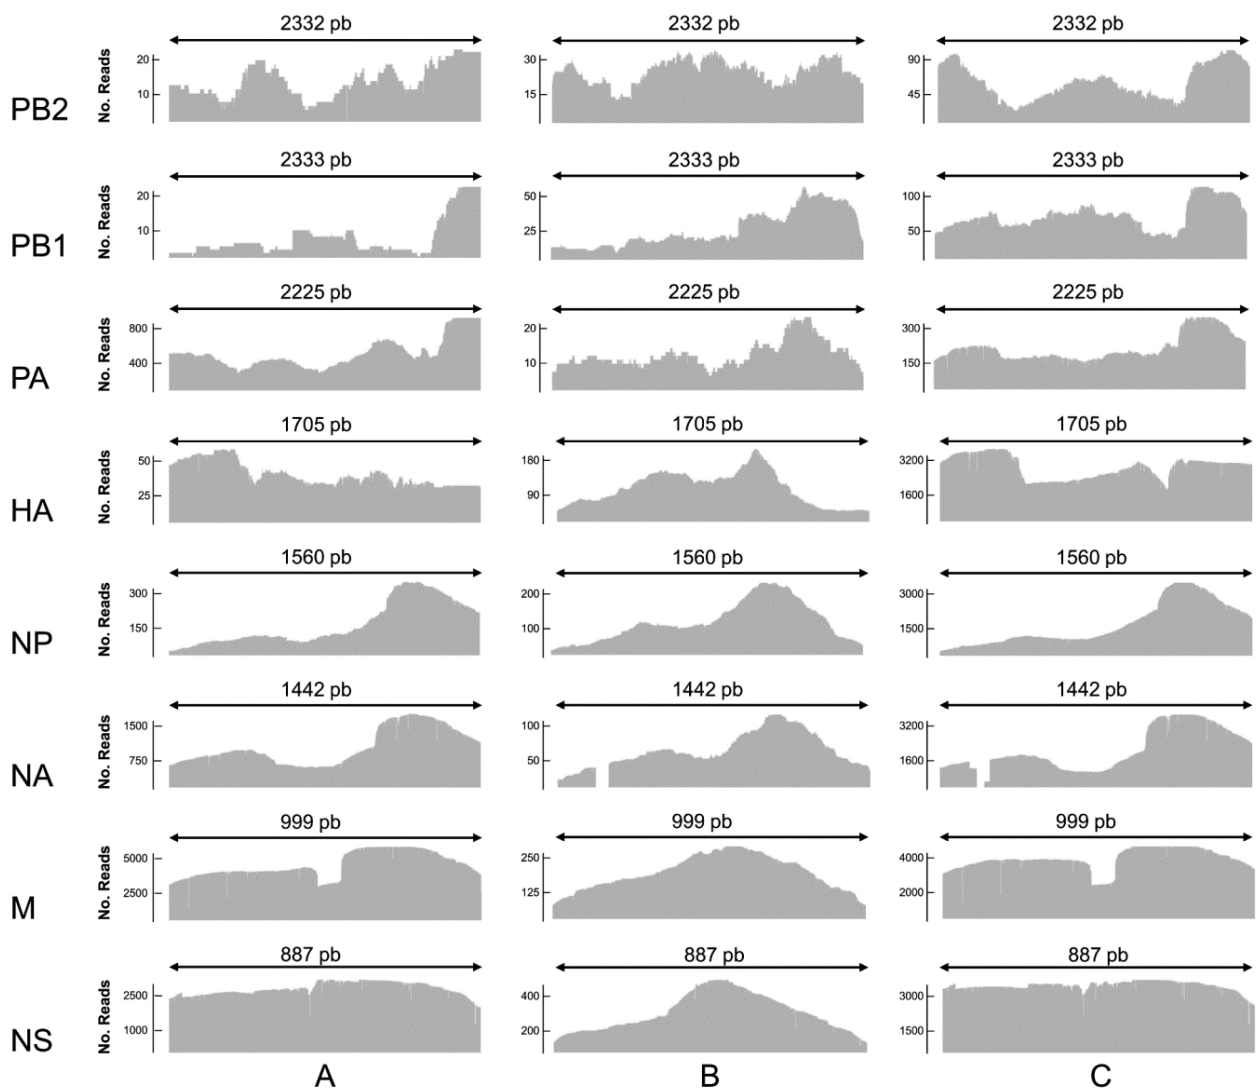 2332 pb 2332 pb 2332 pb
PB2 No. Reads 20 10 30 15 90 45
2333 pb 2333 pb 2333 pb
PB1 No. Reads 20 10 50 25 100 50
2225 pb 2225 pb 2225 pb
PA No. Reads 800 400 20 10 300 150
1705 pb 1705 pb 1705 pb
HA No. Reads 50 25 180 90 3200 1600
1560 pb 1560 pb 1560 pb
NP No. Reads 300 150 200 100 3000 1500
1442 pb 1442 pb 1442 pb
NA No. Reads 1500 750 100 50 3200 1600
999 pb 999 pb 999 pb
M No. Reads 5000 2500 250 125 4000 2000
887 pb 887 pb 887 pb
NS No. Reads 2500 1000 400 200 3000 1500
A B C